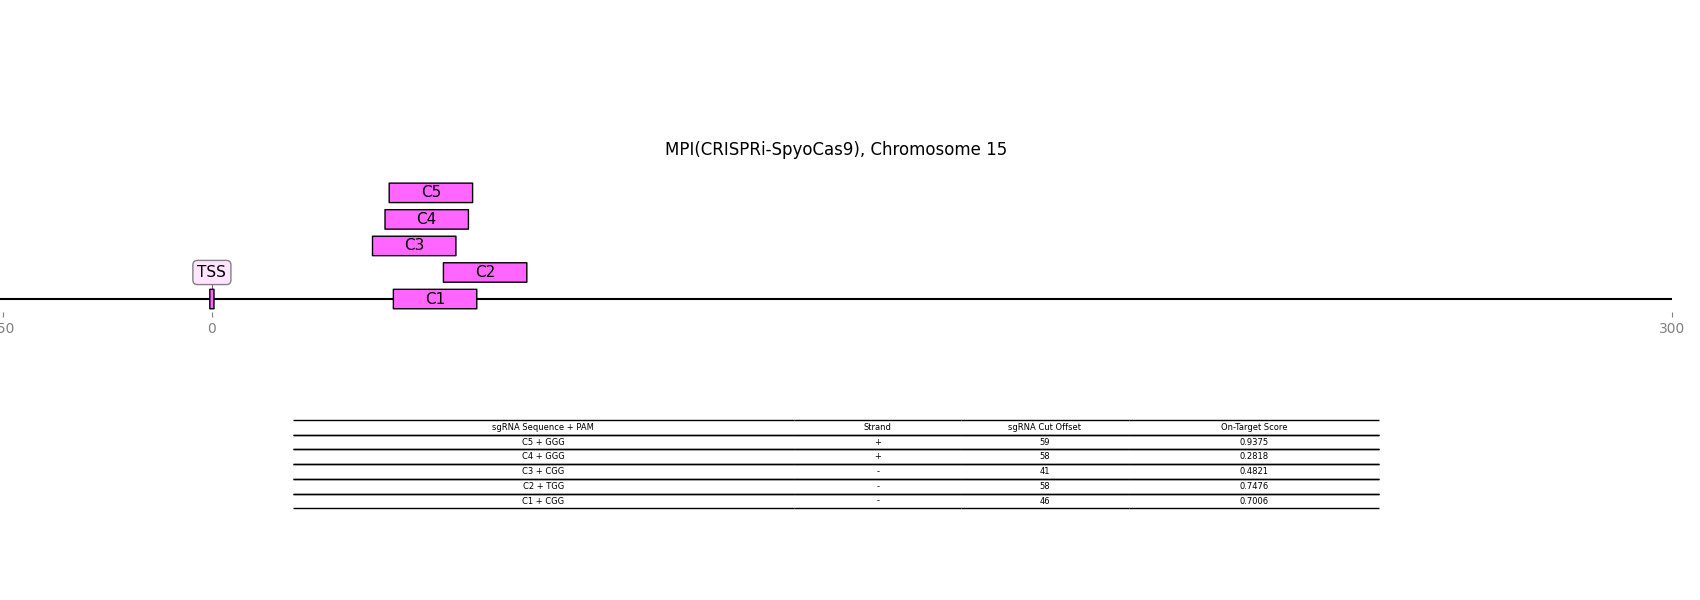 MPI(CRISPRi-SpyoCas9), Chromosome 15
C5
C4
C3
TSS C2
C1
50 0 300
sgRNA Sequence + PAM Strand sgRNA Cut Offset On-Target Score
C5 + GGG + 59 0.9375
C4 + GGG + 58 0.2818
C3 + CGG - 41 0.4821
C2 + TGG - 58 0.7476
C1 + CGG - 46 0.7006